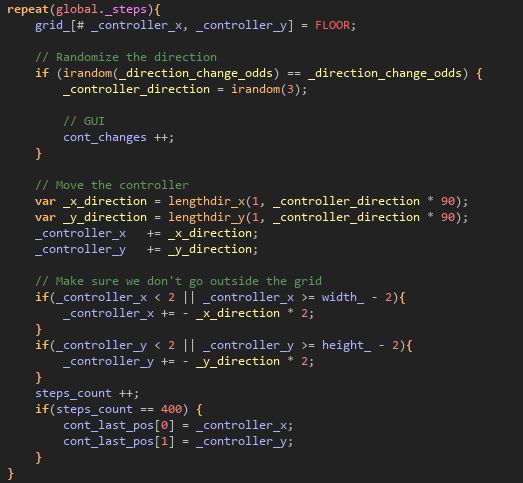 repeat(global._steps){
    grid_[# _controller_x, _controller_y] = FLOOR;

    // Randomize the direction
    if (irandom(_direction_change_odds) == _direction_change_odds) {
        _controller_direction = irandom(3);

        // GUI
        cont_changes ++;
    }

    // Move the controller
    var _x_direction = lengthdir_x(1, _controller_direction * 90);
    var _y_direction = lengthdir_y(1, _controller_direction * 90);
    _controller_x   += _x_direction;
    _controller_y   += _y_direction;

    // Make sure we don't go outside the grid
    if(_controller_x < 2 || _controller_x >= width_ - 2){
        _controller_x += - _x_direction * 2;
    }
    if(_controller_y < 2 || _controller_y >= height_ - 2){
        _controller_y += - _y_direction * 2;
    }
    steps_count ++;
    if(steps_count == 400) {
        cont_last_pos[0] = _controller_x;
        cont_last_pos[1] = _controller_y;
    }
}